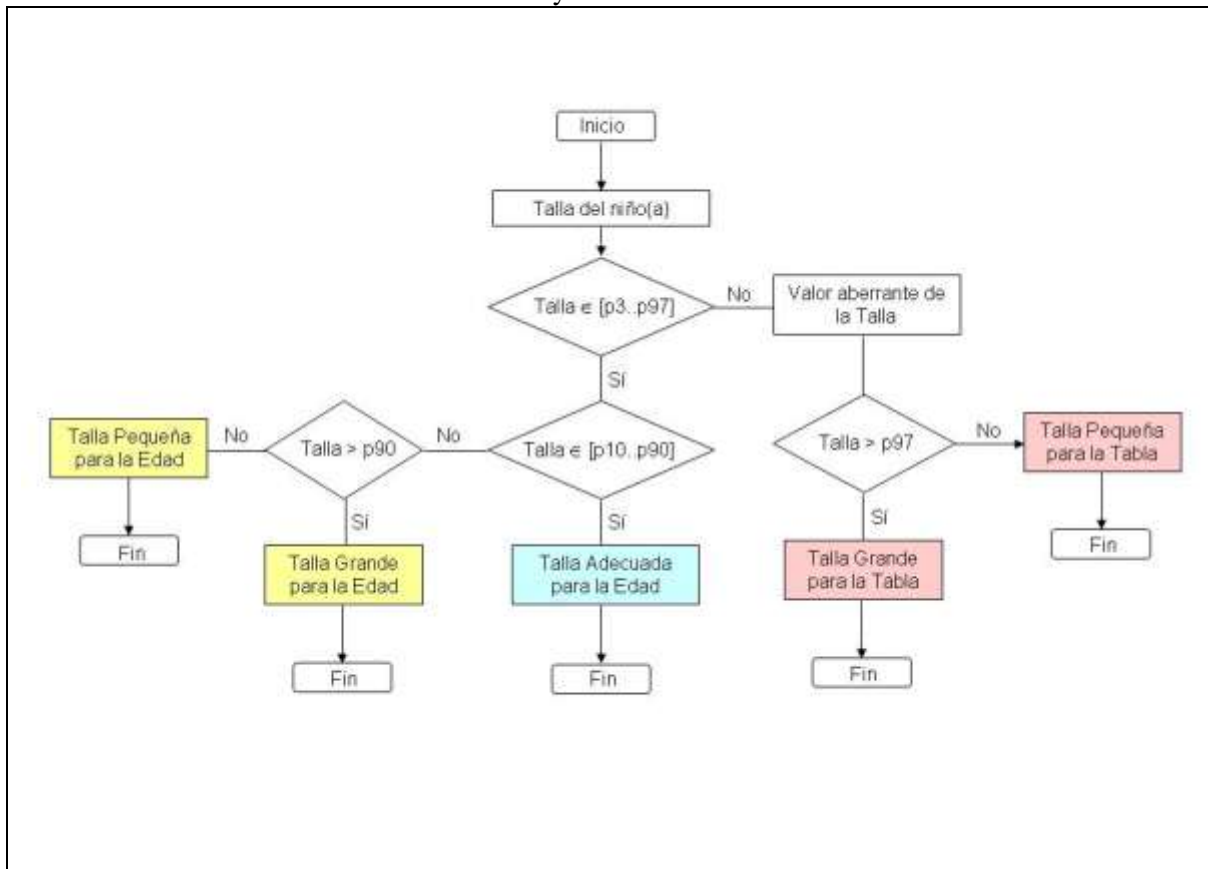 y
Inicio
Talla del niño(a)
Talla ∈ [p3..p97]
No
Valor aberrante de
la Talla
Sí
Talla Pequeña
para la Edad
No
Talla > p90
No
Talla ∈ [p10..p90]
Talla > p97
No
Talla Pequeña
para la Tabla
Sí
Sí
Sí
Fin
Talla Grande
para la Edad
Talla Adecuada
para la Edad
Talla Grande
para la Tabla
Fin
Fin
Fin
Fin